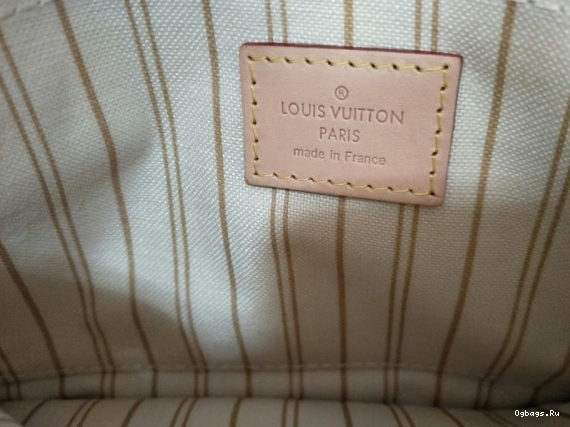 ®
LOUIS VUITTON
PARIS
made in France
Ogbags.Ru